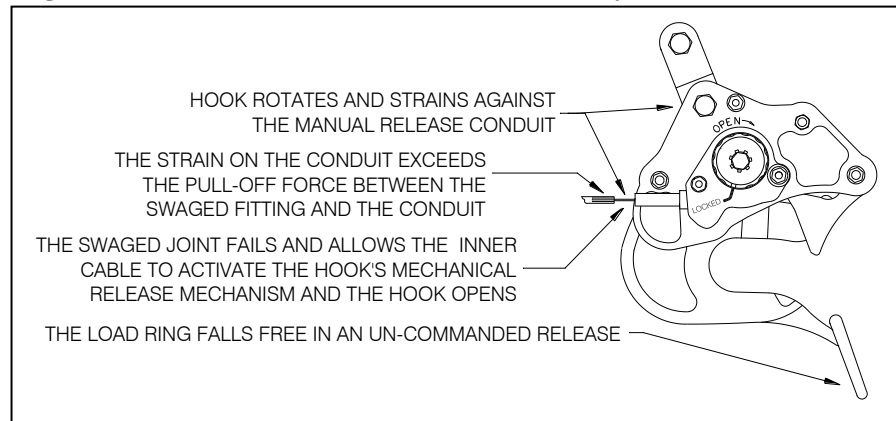 HOOK ROTATES AND STRAINS AGAINST
THE MANUAL RELEASE CONDUIT
THE STRAIN ON THE CONDUIT EXCEEDS
THE PULL-OFF FORCE BETWEEN THE
SWAGED FITTING AND THE CONDUIT
THE SWAGED JOINT FAILS AND ALLOWS THE INNER
CABLE TO ACTIVATE THE HOOK'S MECHANICAL
RELEASE MECHANISM AND THE HOOK OPENS
THE LOAD RING FALLS FREE IN AN UN-COMMANDED RELEASE
OPEN
LOCKED